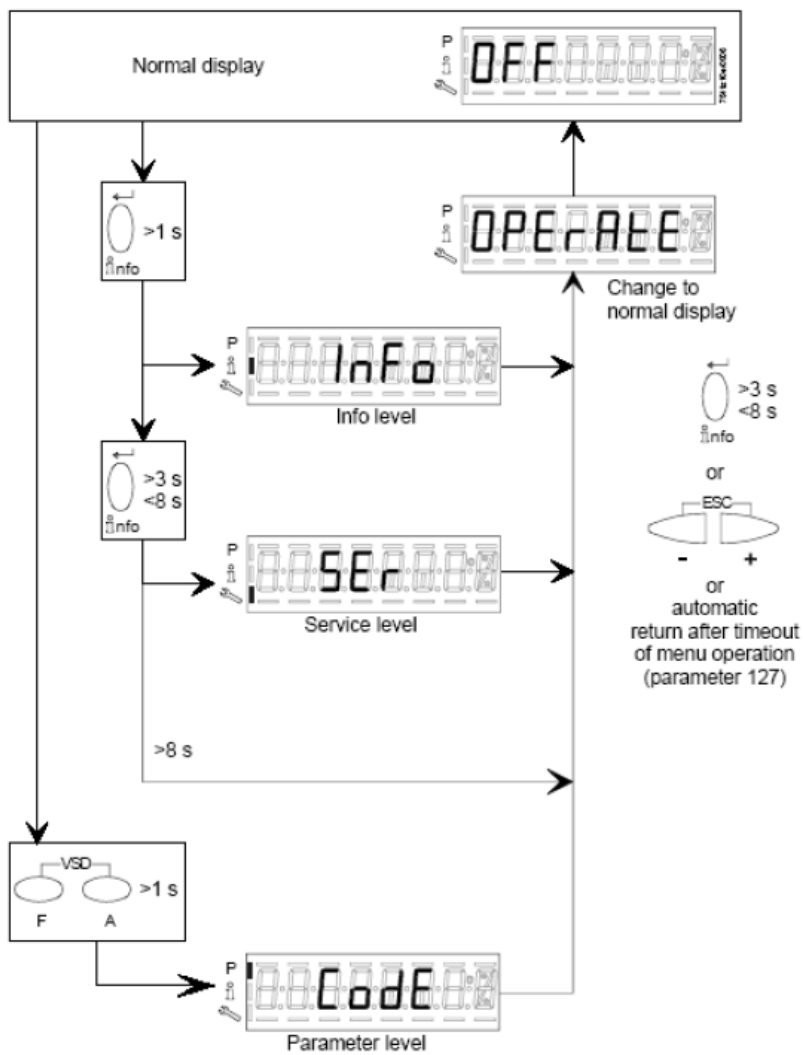 Normal display
P
OFF
>1 s
info
P
OPErAtE
Change to
normal display
P
InFo
Info level
>3 s
<8 s
info
>3 s
<8 s
info
or
ESC
- +
or
automatic
return after timeout
of menu operation
(parameter 127)
P
SEr
Service level
>8 s
VSD
>1 s
F A
P
CodE
Parameter level